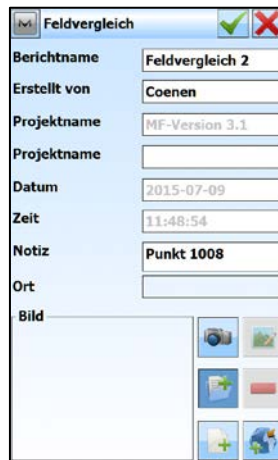 Feldvergleich
Berichtname Feldvergleich 2
Erstellt von Coenen
Projektname MF-Version 3.1
Projektname
Datum 2015-07-09
Zeit 11:48:54
Notiz Punkt 1008
Ort
Bild